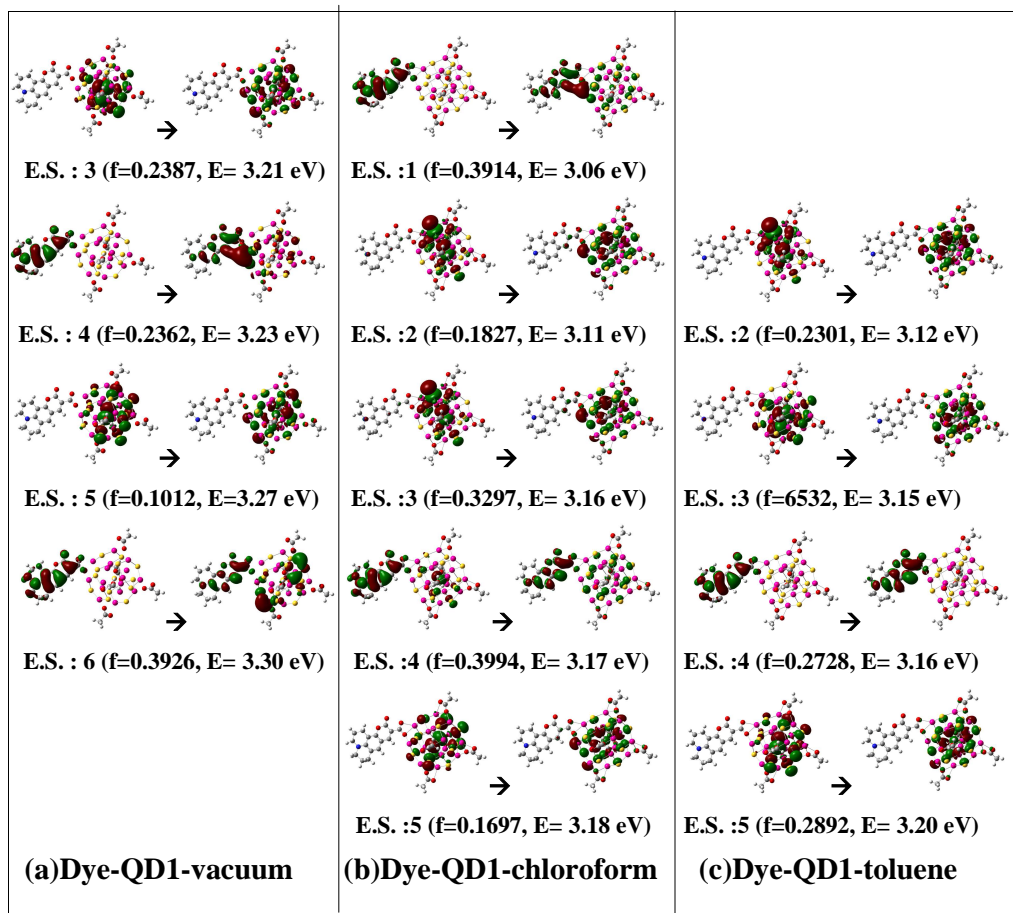 E.S. : 3 (f=0.2387, E= 3.21 eV)
E.S. :1 (f=0.3914, E= 3.06 eV)
E.S. : 4 (f=0.2362, E= 3.23 eV)
E.S. :2 (f=0.1827, E= 3.11 eV)
E.S. :2 (f=0.2301, E= 3.12 eV)
E.S. : 5 (f=0.1012, E=3.27 eV)
E.S. :3 (f=0.3297, E= 3.16 eV)
E.S. :3 (f=6532, E= 3.15 eV)
E.S. : 6 (f=0.3926, E= 3.30 eV)
E.S. :4 (f=0.3994, E= 3.17 eV)
E.S. :4 (f=0.2728, E= 3.16 eV)
E.S. :5 (f=0.1697, E= 3.18 eV)
E.S. :5 (f=0.2892, E= 3.20 eV)
(a)Dye-QD1-vacuum
(b)Dye-QD1-chloroform
(c)Dye-QD1-toluene